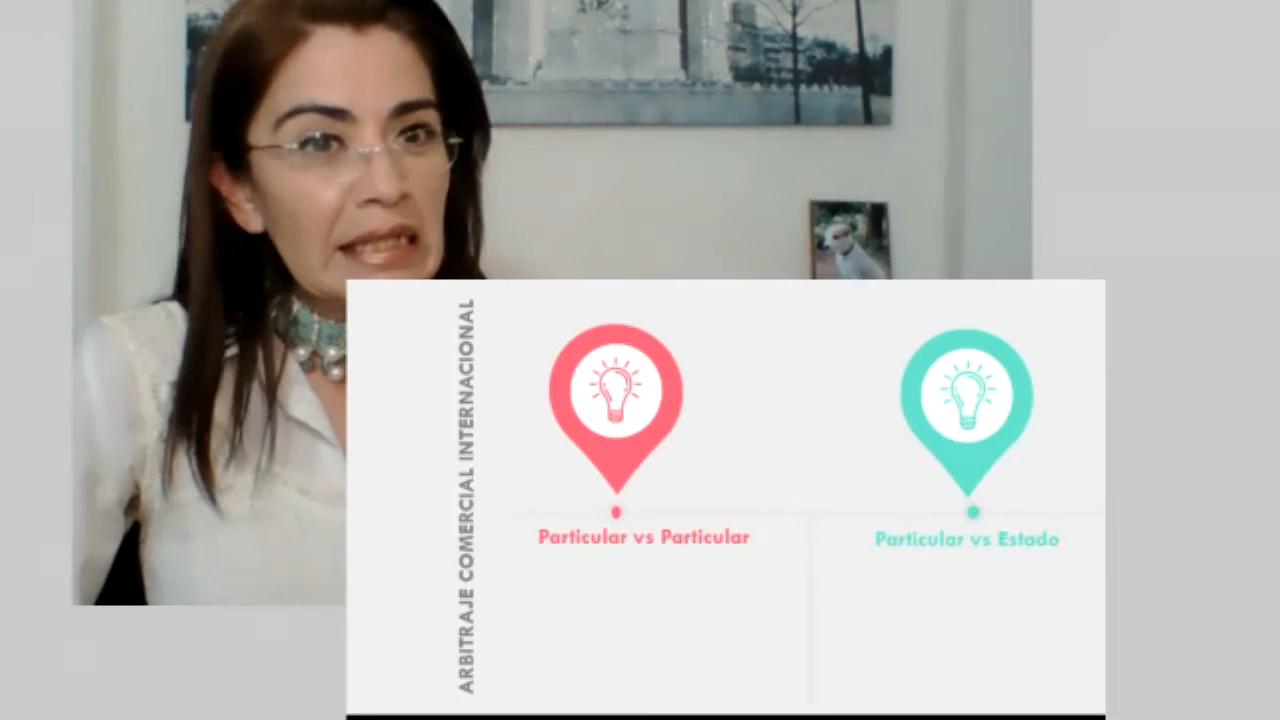 ARBITRAJE COMERCIAL INTERNACIONAL
Particular vs Particular
Particular vs Estado